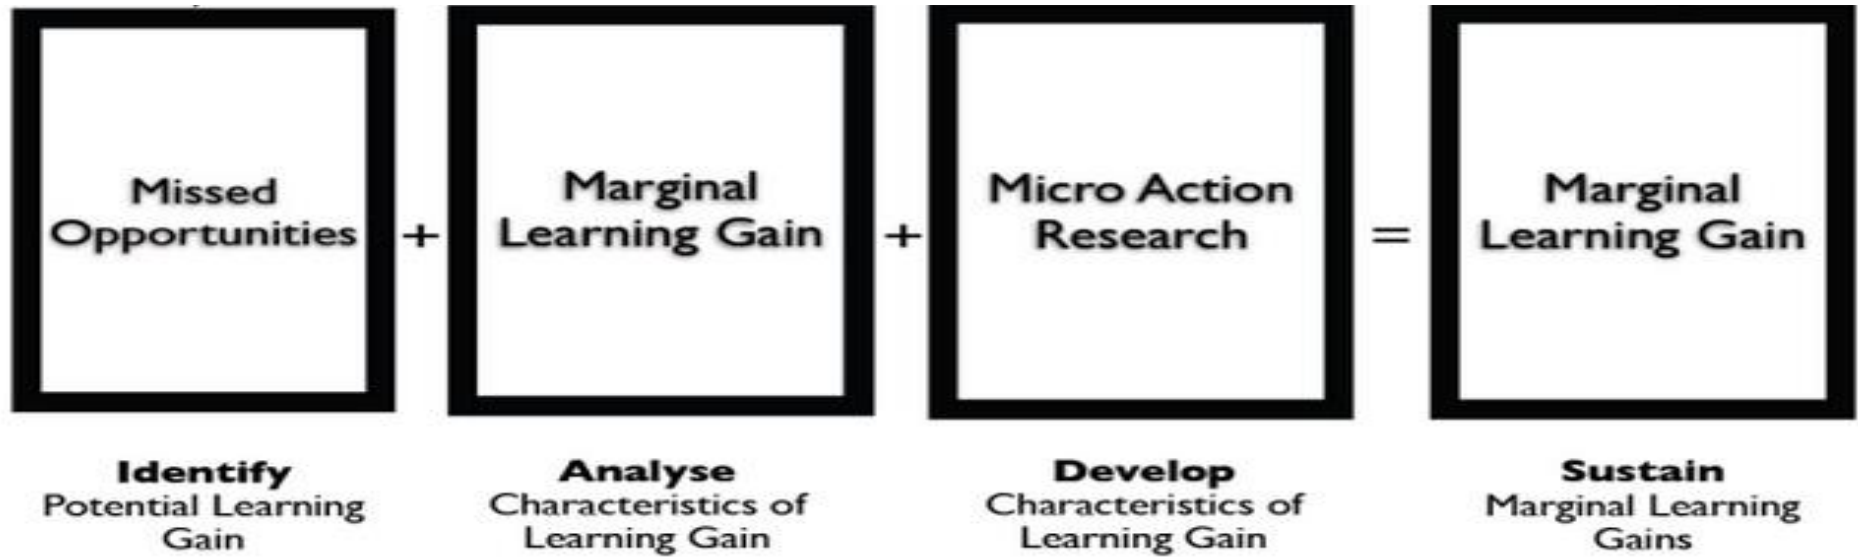 Missed
Opportunities
+
Marginal
Learning Gain
+
Micro Action
Research
=
Marginal
Learning Gain
Identify
Potential Learning
Gain
Analyse
Characteristics of
Learning Gain
Develop
Characteristics of
Learning Gain
Sustain
Marginal Learning
Gains